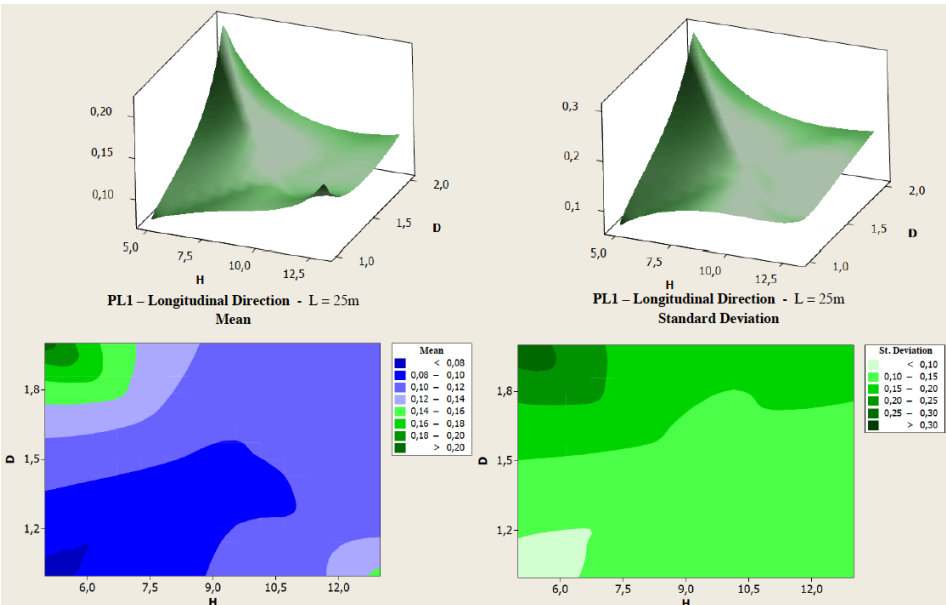 0,20
0,15
0,10
5,0
7,5
10,0
12,5
H
1,0
1,5
2,0
D
PL1 – Longitudinal Direction - L = 25m
Mean
0,3
0,2
0,1
5,0
7,5
10,0
12,5
H
1,0
1,5
2,0
D
PL1 – Longitudinal Direction - L = 25m
Standard Deviation
D
1,8
1,5
1,2
6,0 7,5 9,0 10,5 12,0
H
Mean
< 0,08
0,08 – 0,10
0,10 – 0,12
0,12 – 0,14
0,14 – 0,16
0,16 – 0,18
0,18 – 0,20
> 0,20
D
1,8
1,5
1,2
6,0 7,5 9,0 10,5 12,0
H
St. Deviation
< 0,10
0,10 – 0,15
0,15 – 0,20
0,20 – 0,25
0,25 – 0,30
> 0,30